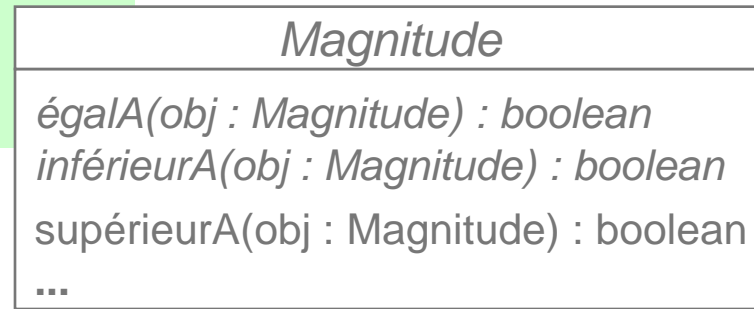 Magnitude
égalA(obj : Magnitude) : boolean
inférieurA(obj : Magnitude) : boolean
supérieurA(obj : Magnitude) : boolean
...